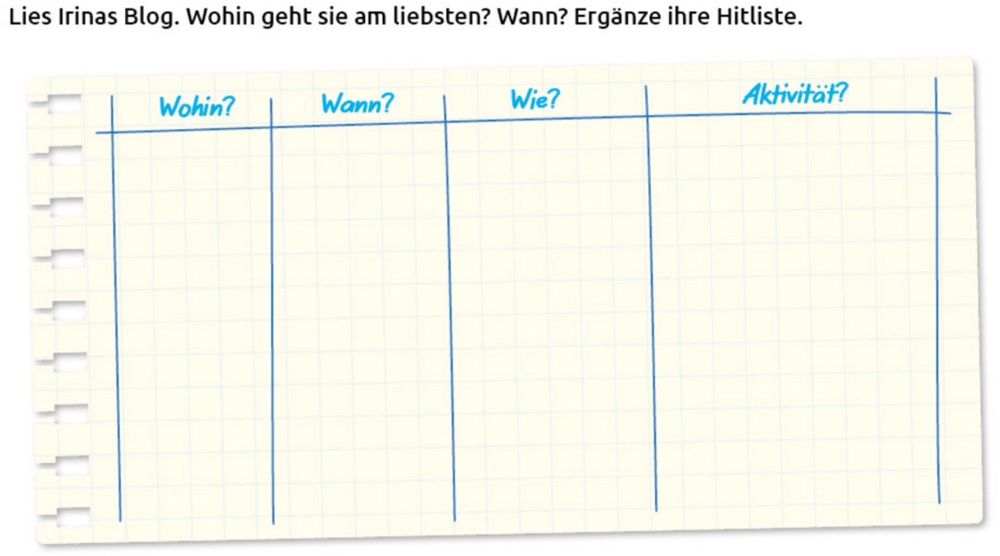 Lies Irinas Blog. Wohin geht sie am liebsten? Wann? Ergänze ihre Hitliste.
Wohin? Wann? Wie? Aktivität?